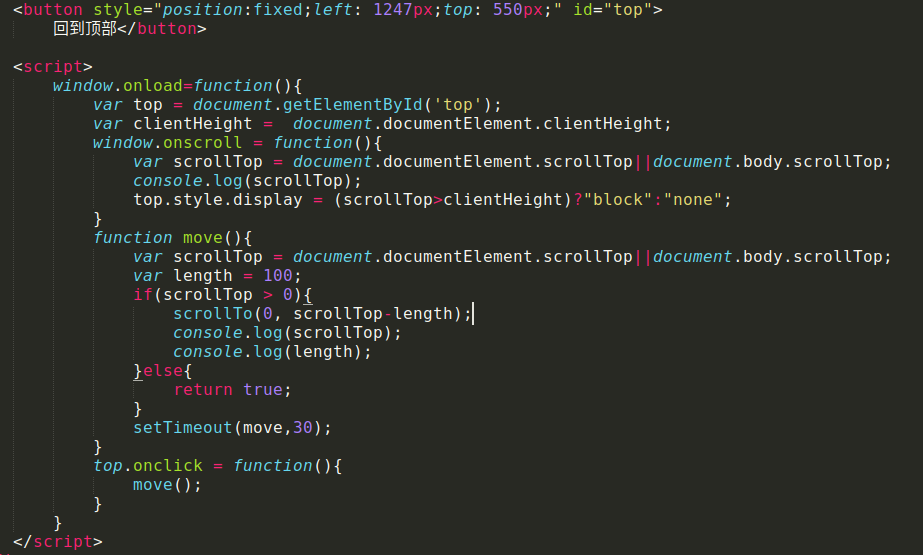 <button style="position:fixed;left: 1247px;top: 550px;" id="top">
    回到顶部</button>

<script>
    window.onload=function(){
        var top = document.getElementById('top');
        var clientHeight =  document.documentElement.clientHeight;
        window.onscroll = function(){
            var scrollTop = document.documentElement.scrollTop||document.body.scrollTop;
            console.log(scrollTop);
            top.style.display = (scrollTop>clientHeight)?"block":"none";
        }
        function move(){
            var scrollTop = document.documentElement.scrollTop||document.body.scrollTop;
            var length = 100;
            if(scrollTop > 0){
                scrollTo(0, scrollTop-length);
                console.log(scrollTop);
                console.log(length);
            }else{
                return true;
            }
            setTimeout(move,30);
        }
        top.onclick = function(){
            move();
        }
    }
</script>